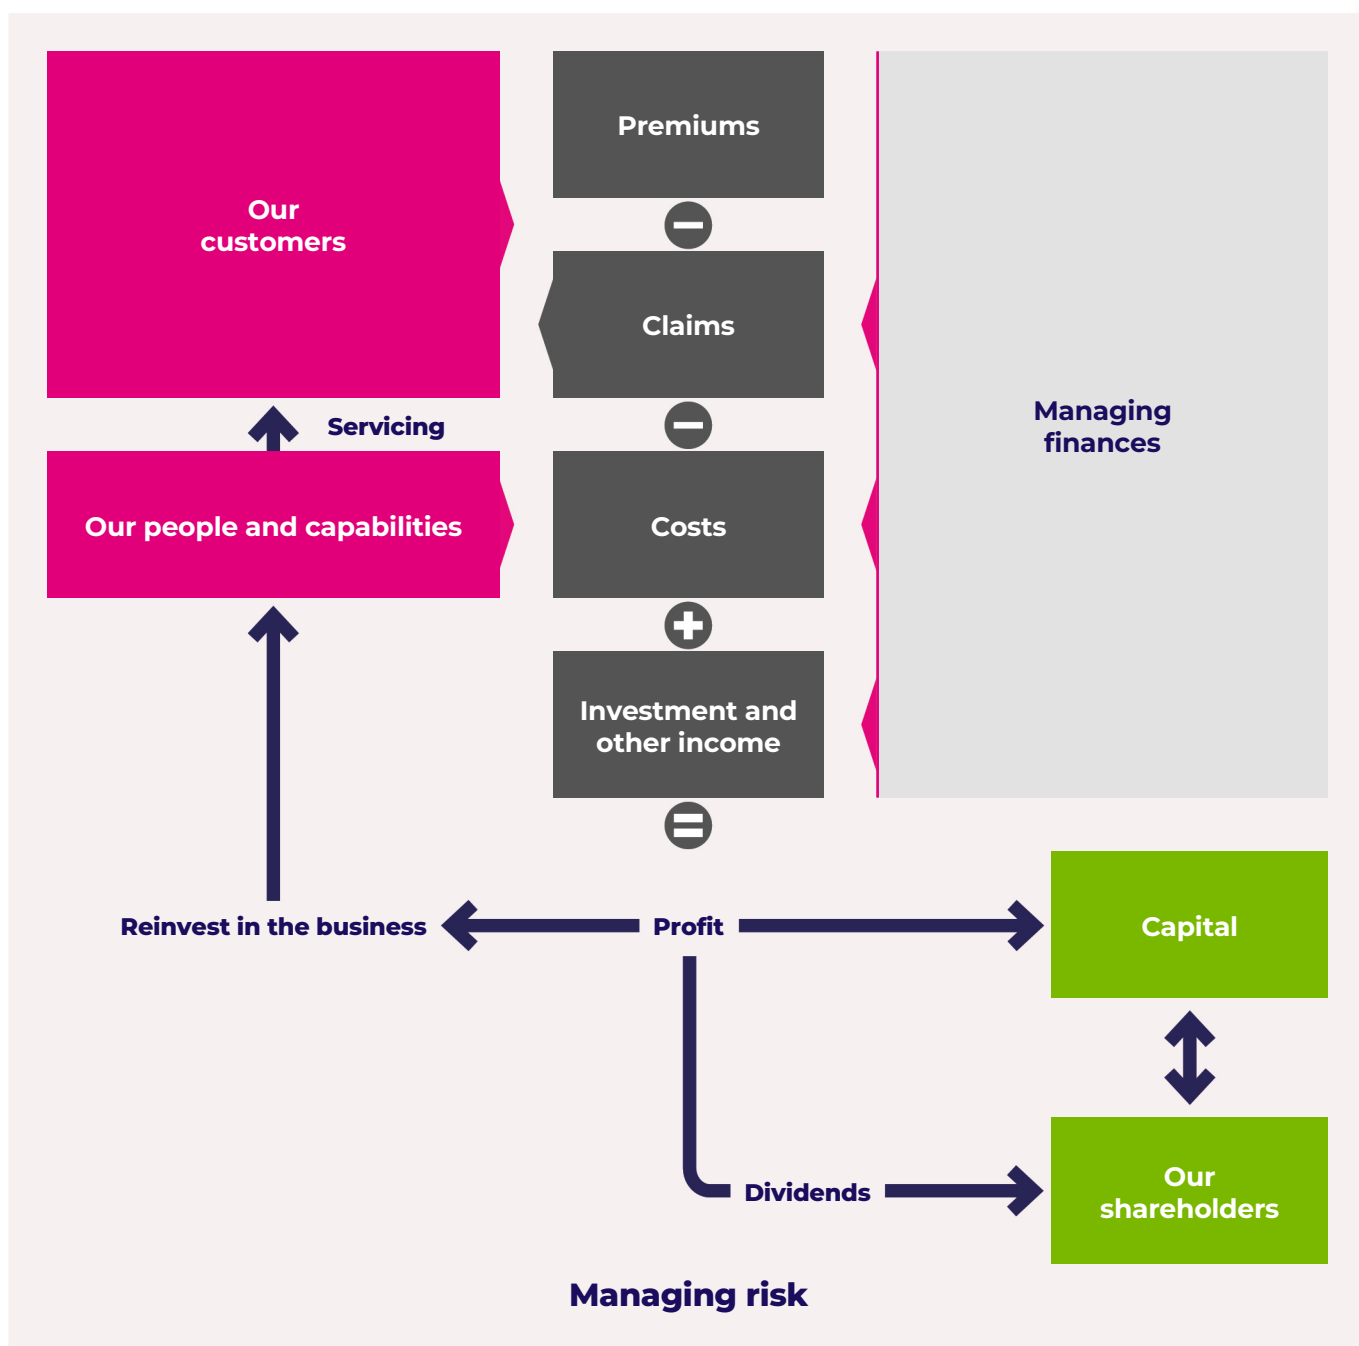 Our
customers
Premiums
Claims
Servicing
Our people and capabilities
Costs
Investment and
other income
Managing
finances
Reinvest in the business
Profit
Capital
Dividends
Our
shareholders
Managing risk